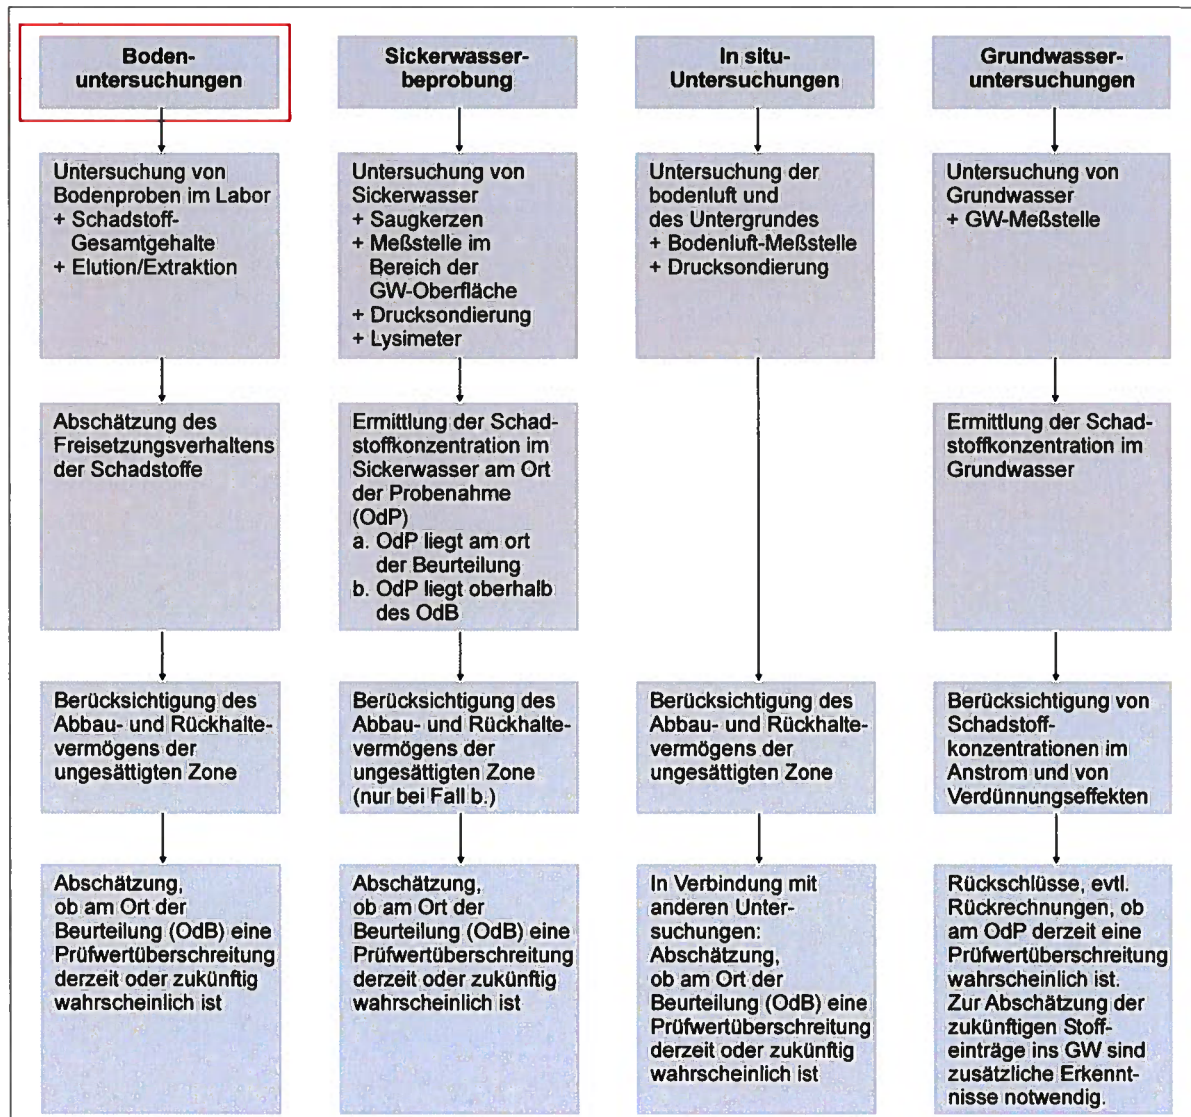 Boden-
untersuchungen
Untersuchung von
Bodenproben im Labor
+ Schadstoff-
Gesamtgehalte
+ Elution/Extraktion
Abschätzung des
Freisetzungsverhaltens
der Schadstoffe
Berücksichtigung des
Abbau- und Rückhalte-
vermögens der
ungesättigten Zone
Abschätzung,
ob am Ort der
Beurteilung (OdB) eine
Prüfwertüberschreitung
derzeit oder zukünftig
wahrscheinlich ist
Sickerwasser-
beprobung
Untersuchung von
Sickerwasser
+ Saugkerzen
+ Meßstelle im
Bereich der
GW-Oberfläche
+ Drucksondierung
+ Lysimeter
Ermittlung der Schad-
stoffkonzentration im
Sickerwasser am Ort
der Probenahme
(OdP)
a. OdP liegt am ort
der Beurteilung
b. OdP liegt oberhalb
des OdB
Berücksichtigung des
Abbau- und Rückhalte-
vermögens der
ungesättigten Zone
(nur bei Fall b.)
Abschätzung,
ob am Ort der
Beurteilung (OdB) eine
Prüfwertüberschreitung
derzeit oder zukünftig
wahrscheinlich ist
In situ-
Untersuchungen
Untersuchung der
bodenluft und
des Untergrundes
+ Bodenluft-Meßstelle
+ Drucksondierung
Berücksichtigung des
Abbau- und Rückhalte-
vermögens der
ungesättigten Zone
In Verbindung mit
anderen Unter-
suchungen:
Abschätzung,
ob am Ort der
Beurteilung (OdB) eine
Prüfwertüberschreitung
derzeit oder zukünftig
wahrscheinlich ist
Grundwasser-
untersuchungen
Untersuchung von
Grundwasser
+ GW-Meßstelle
Ermittlung der Schad-
stoffkonzentration im
Grundwasser
Berücksichtigung von
Schadstoff-
konzentrationen im
Anstrom und von
Verdünnungseffekten
Rückschlüsse, evtl.
Rückrechnungen, ob
am OdP derzeit eine
Prüfwertüberschreitung
wahrscheinlich ist.
Zur Abschätzung der
zukünftigen Stoff-
einträge ins GW sind
zusätzliche Erkennt-
nisse notwendig.